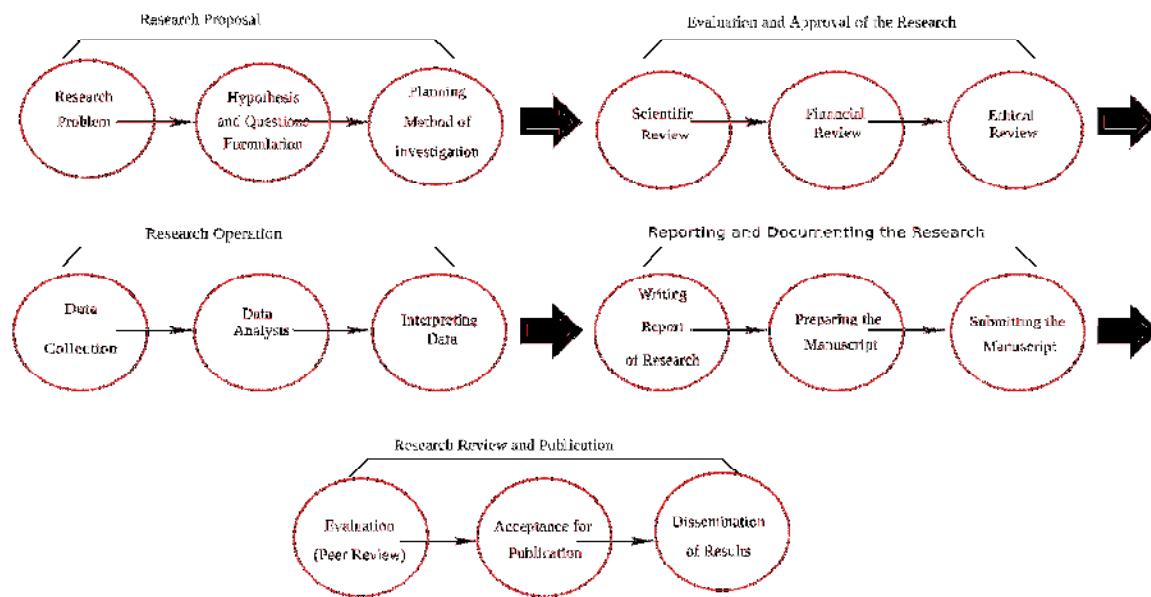 Research Proposal
Evaluation and Approval of the Research
Research
Problem
Hypothesis
and Questions
Formulation
Planning
Method of
investigation
Scientific
Review
Financial
Review
Ethical
Review
Research Operation
Reporting and Documenting the Research
Data
Collection
Data
Analysis
Interpreting
Data
Writing
Report
of Research
Preparing the
Manuscript
Submitting the
Manuscript
Research Review and Publication
Evaluation
(Peer Review)
Acceptance for
Publication
Dissemination
of Results